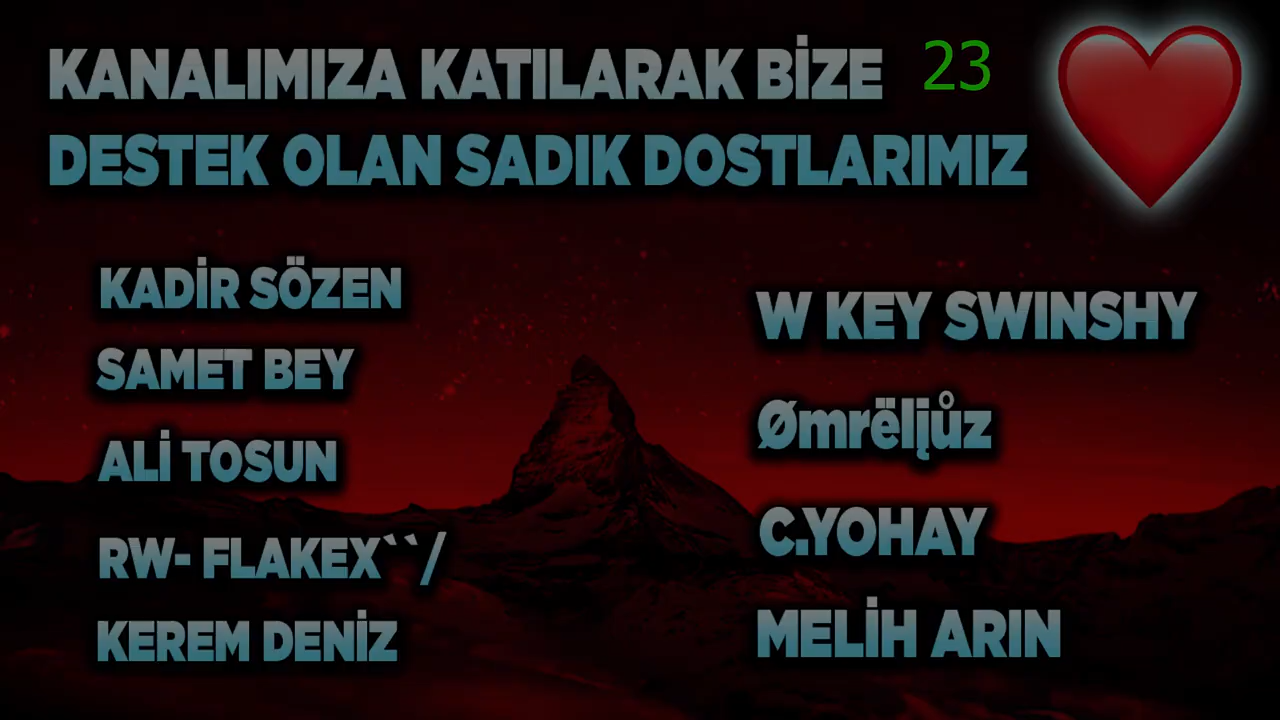 KANALIMIZA KATILARAK BİZE 23
DESTEK OLAN SADIK DOSTLARIMIZ
KADİR SÖZEN
SAMET BEY
ALİ TOSUN
RW- FLAKEX``/
KEREM DENİZ
W KEY SWINSHY
Ømrëlįůz
C.YOHAY
MELİH ARIN